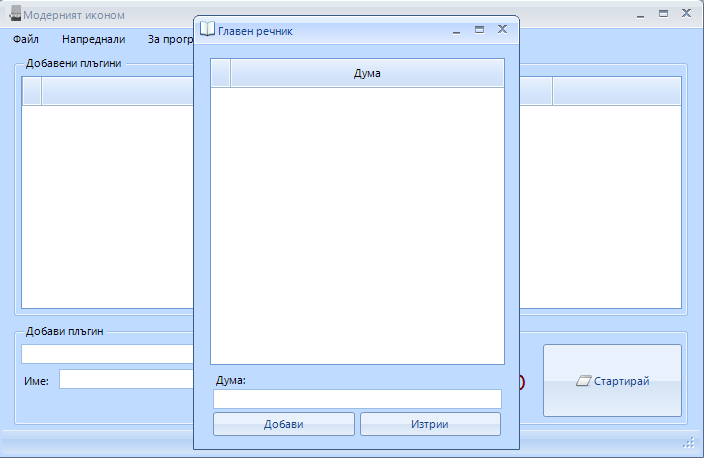 Модерният иконом
Файл Напреднали За прогр
Добавени плъгини
Добави плъгин
Име:
Стартирай
Главен речник
Дума
Дума:
Добави Изтрии